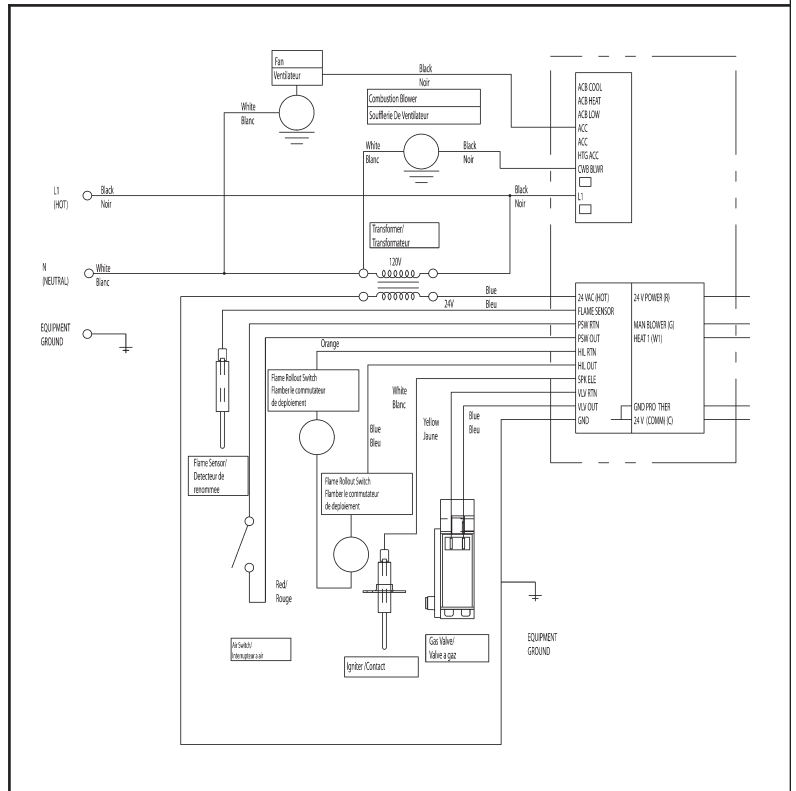 Fan
Ventilateur
Black
Noir
White
Blanc
Combustion Blower
Soufflerie De Ventilateur
White
Blanc
Black
Noir
ACB COOL
ACB HEAT
ACB LOW
ACC
ACC
HTG ACC
CWB BLWR
L1
L1
(HOT)
Black
Noir
Black
Noir
Transformer/
Transformateur
120V
N
(NEUTRAL)
White
Blanc
24V
Blue
Bleu
EQUIPMENT
GROUND
24 VAC (HOT)
FLAME SENSOR
PSW RTN
PSW OUT
HIL RTN
HIL OUT
SPK ELE
VLV RTN
VLV OUT
GND
24 V POWER (R)
MAN BLOWER (G)
HEAT 1 (W1)
GND PRO THER
24 V (COMM) (C)
Orange
Flame Rollout Switch
Flamber le commutateur
de deploiement
White
Blanc
Blue
Bleu
Yellow
Jaune
Blue
Bleu
Flame Sensor/
Detecteur de
renommee
Flame Rollout Switch
Flamber le commutateur
de deploiement
Red/
Rouge
Air Switch/
Interrupteur a air
Igniter /Contact
Gas Valve/
Valve a gaz
EQUIPMENT
GROUND